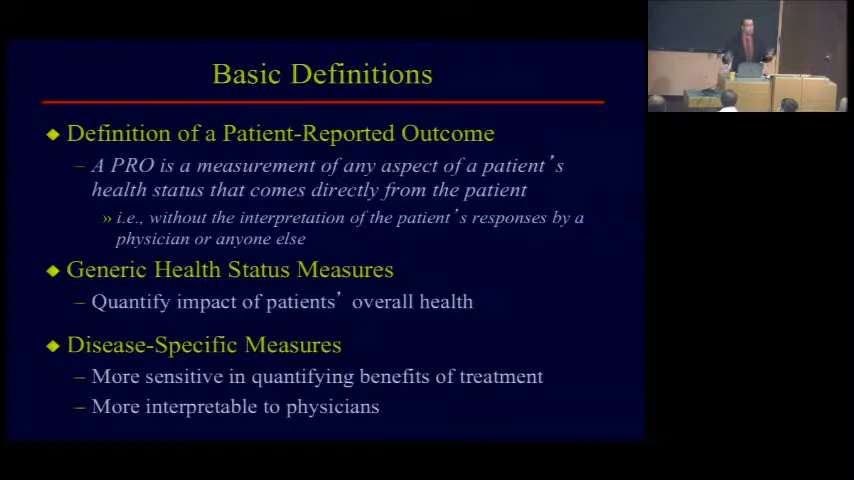 Basic Definitions
◆ Definition of a Patient-Reported Outcome
– A PRO is a measurement of any aspect of a patient’s
health status that comes directly from the patient
» i.e., without the interpretation of the patient’s responses by a
physician or anyone else
◆ Generic Health Status Measures
– Quantify impact of patients’ overall health
◆ Disease-Specific Measures
– More sensitive in quantifying benefits of treatment
– More interpretable to physicians